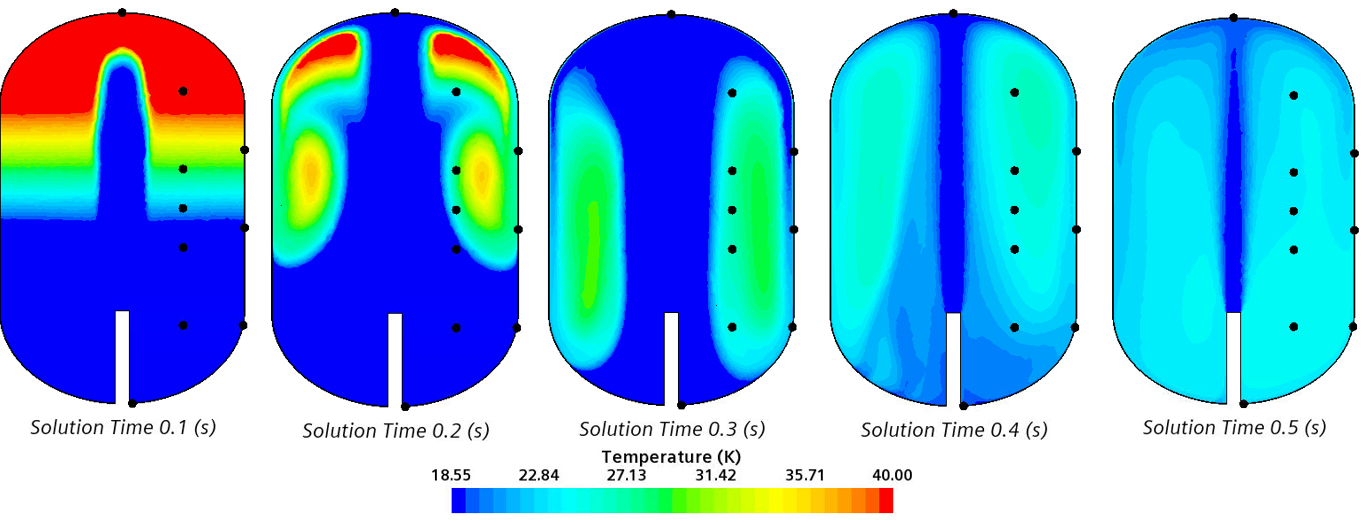 Solution Time 0.1 (s)
Solution Time 0.2 (s)
Solution Time 0.3 (s)
Solution Time 0.4 (s)
Solution Time 0.5 (s)
Temperature (K)
18.55 22.84 27.13 31.42 35.71 40.00